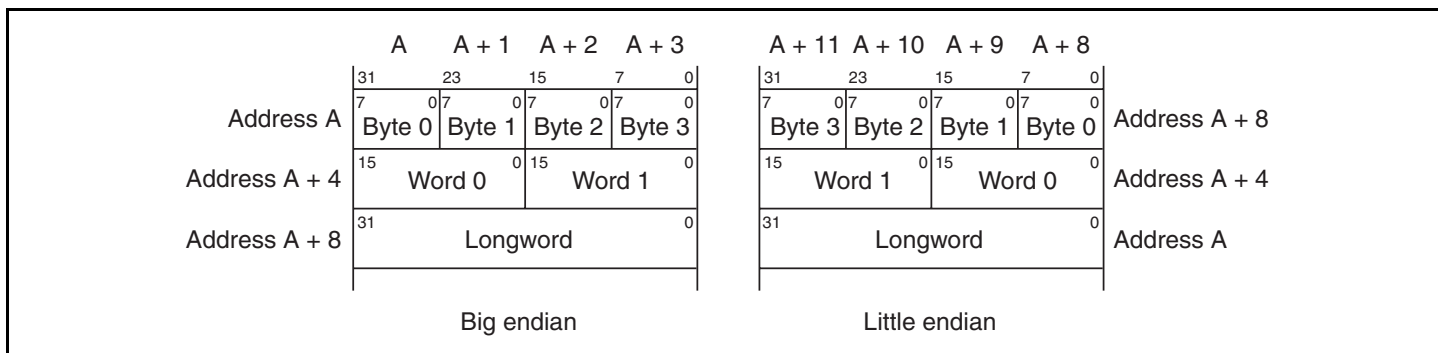 A A + 1 A + 2 A + 3 A + 11 A + 10 A + 9 A + 8
31 23 15 7 0 31 23 15 7 0
7 0 7 0 7 0 7 0 7 0 7 0 7 0 7 0
Address A Byte 0 Byte 1 Byte 2 Byte 3 Byte 3 Byte 2 Byte 1 Byte 0 Address A + 8
15 0 15 0 15 0 15 0
Address A + 4 Word 0 Word 1 Word 1 Word 0 Address A + 4
31 0 31 0
Address A + 8 Longword Longword Address A
Big endian Little endian